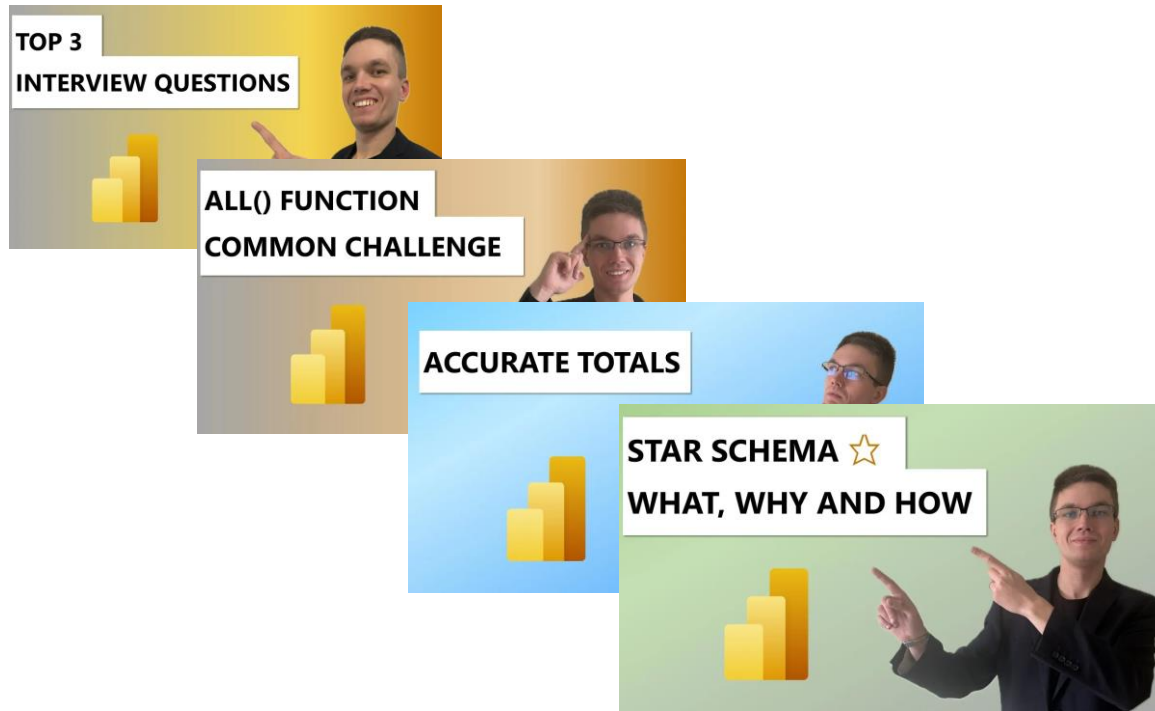 TOP 3
INTERVIEW QUESTIONS
ALL() FUNCTION
COMMON CHALLENGE
ACCURATE TOTALS
STAR SCHEMA
WHAT, WHY AND HOW